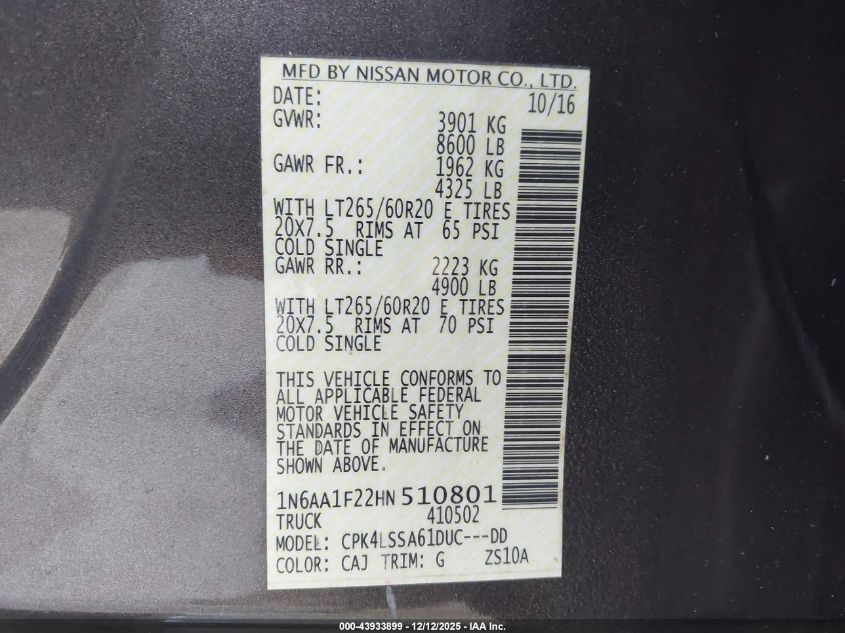 MFD BY NISSAN MOTOR CO., LTD.
DATE: 10/16
GVWR: 3901 KG
8600 LB
GAWR FR.: 1962 KG
4325 LB
WITH LT265/60R20 E TIRES
20X7.5 RIMS AT 65 PSI
COLD SINGLE
GAWR RR.: 2223 KG
4900 LB
WITH LT265/60R20 E TIRES
20X7.5 RIMS AT 70 PSI
COLD SINGLE
THIS VEHICLE CONFORMS TO
ALL APPLICABLE FEDERAL
MOTOR VEHICLE SAFETY
STANDARDS IN EFFECT ON
THE DATE OF MANUFACTURE
SHOWN ABOVE.
1N6AA1F22HN510801
TRUCK 410502
MODEL: CPK4LSSA61DUC---DD
COLOR: CAJ TRIM: G ZS10A
000-43933899 - 12/12/2025 - IAA Inc.